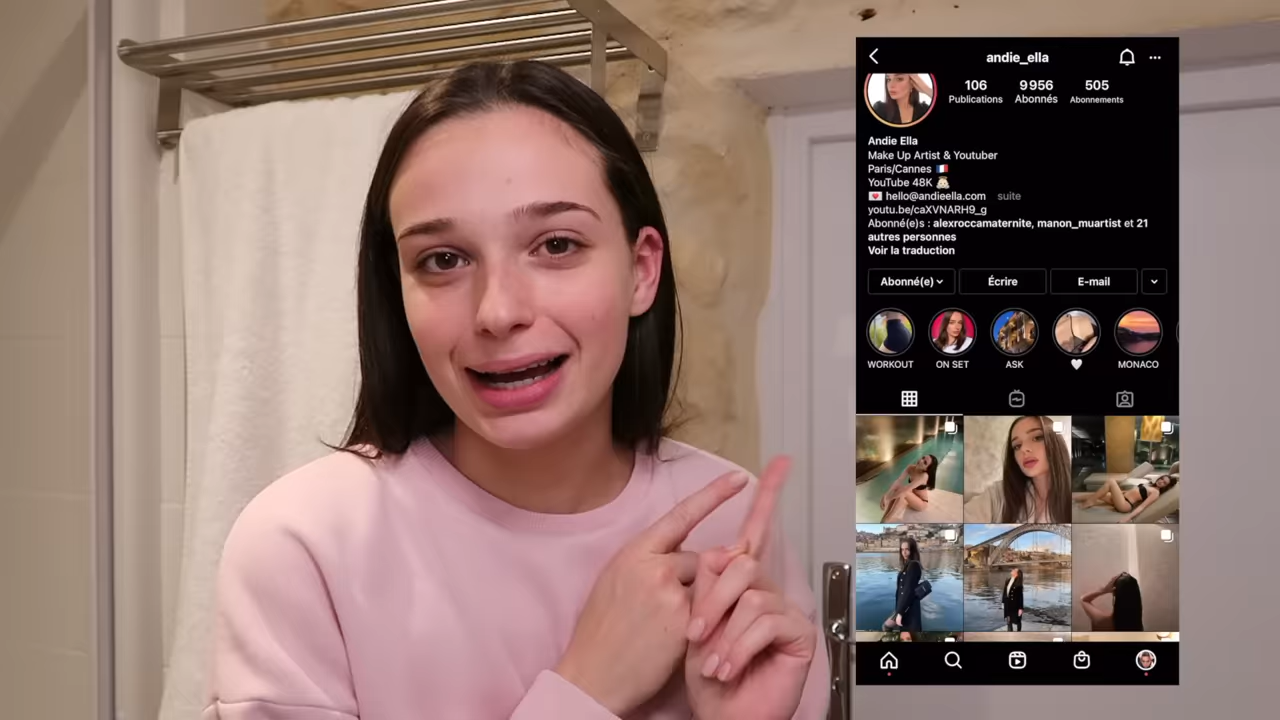 andie_ella
106 9 956 505
Publications Abonnés Abonnements
Andie Ella
Make Up Artist & Youtuber
Paris/Cannes 🇫🇷
YouTube 48K 👼🏻
💌 hello@andieella.com suite
youtu.be/caXVNARH9_g
Abonné(e)s : alexroccamaternite, manon_muartist et 21
autres personnes
Voir la traduction
Abonné(e) Écrire E-mail
WORKOUT ON SET ASK 🤍 MONACO